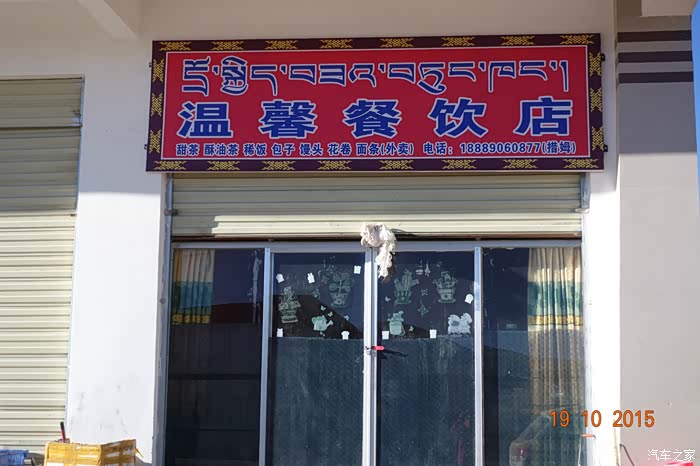 温馨餐饮店
甜茶 酥油茶 稀饭 包子 馒头 花卷 面条(外卖) 电话：18889060877(措姆)
19 10 2015
汽车之家